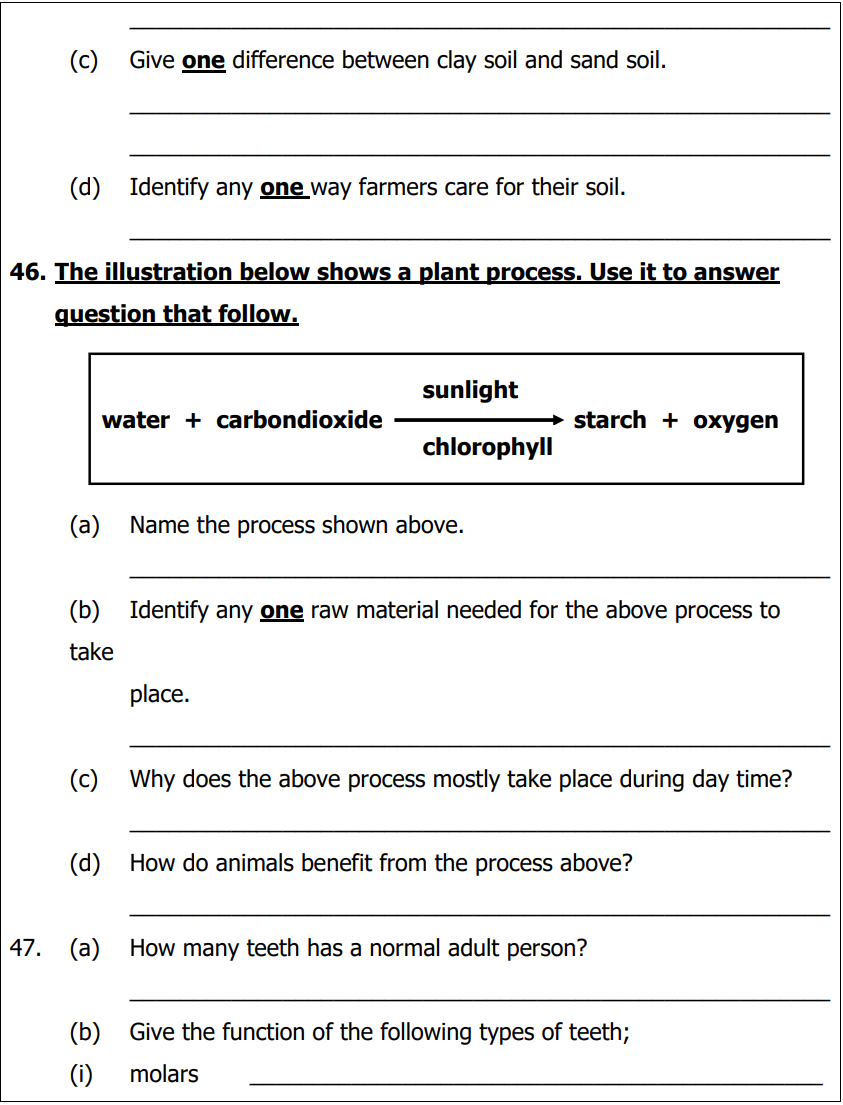 (c) Give one difference between clay soil and sand soil.
(d) Identify any one way farmers care for their soil.
46. The illustration below shows a plant process. Use it to answer
question that follow.
sunlight
water + carbondioxide → starch + oxygen
chlorophyll
(a) Name the process shown above.
(b) Identify any one raw material needed for the above process to
take
place.
(c) Why does the above process mostly take place during day time?
(d) How do animals benefit from the process above?
47. (a) How many teeth has a normal adult person?
(b) Give the function of the following types of teeth;
(i) molars